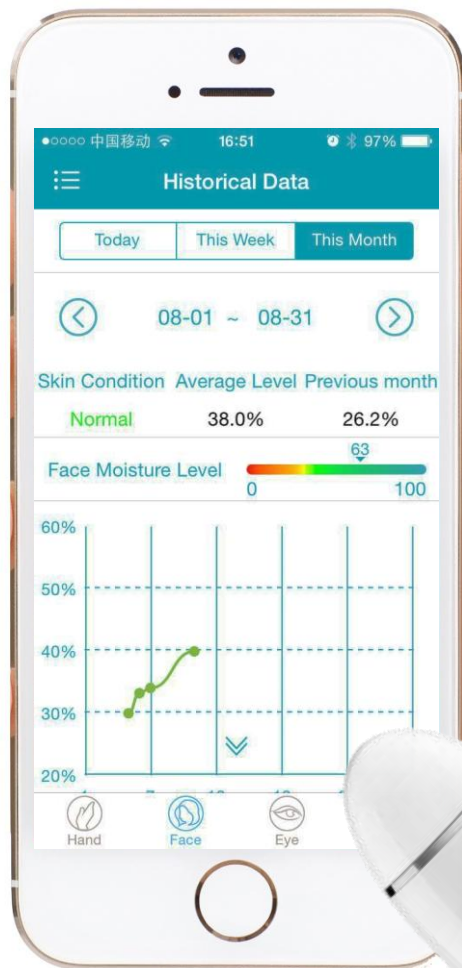 中国移动 16:51 97%
Historical Data
Today This Week This Month
08-01 ~ 08-31
Skin Condition Average Level Previous month
Normal 38.0% 26.2%
Face Moisture Level 63
0 100
60%
50%
40%
30%
20%
Hand Face Eye